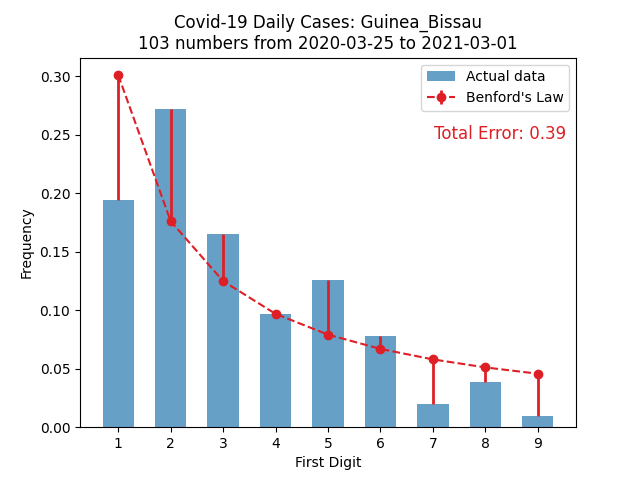 Covid-19 Daily Cases: Guinea_Bissau
103 numbers from 2020-03-25 to 2021-03-01
Actual data
Benford's Law
Total Error: 0.39
0.30
0.25
0.20
0.15
0.10
0.05
0.00
Frequency
1 2 3 4 5 6 7 8 9
First Digit